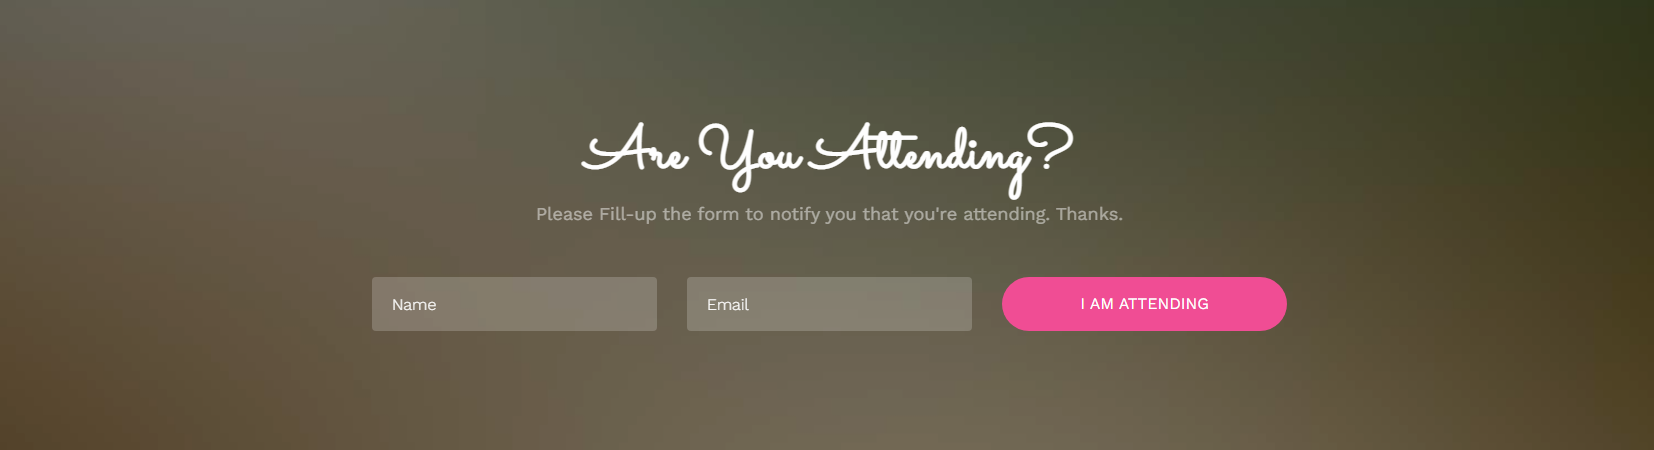 Are You Attending?
Please Fill-up the form to notify you that you're attending. Thanks.
Name
Email
I AM ATTENDING